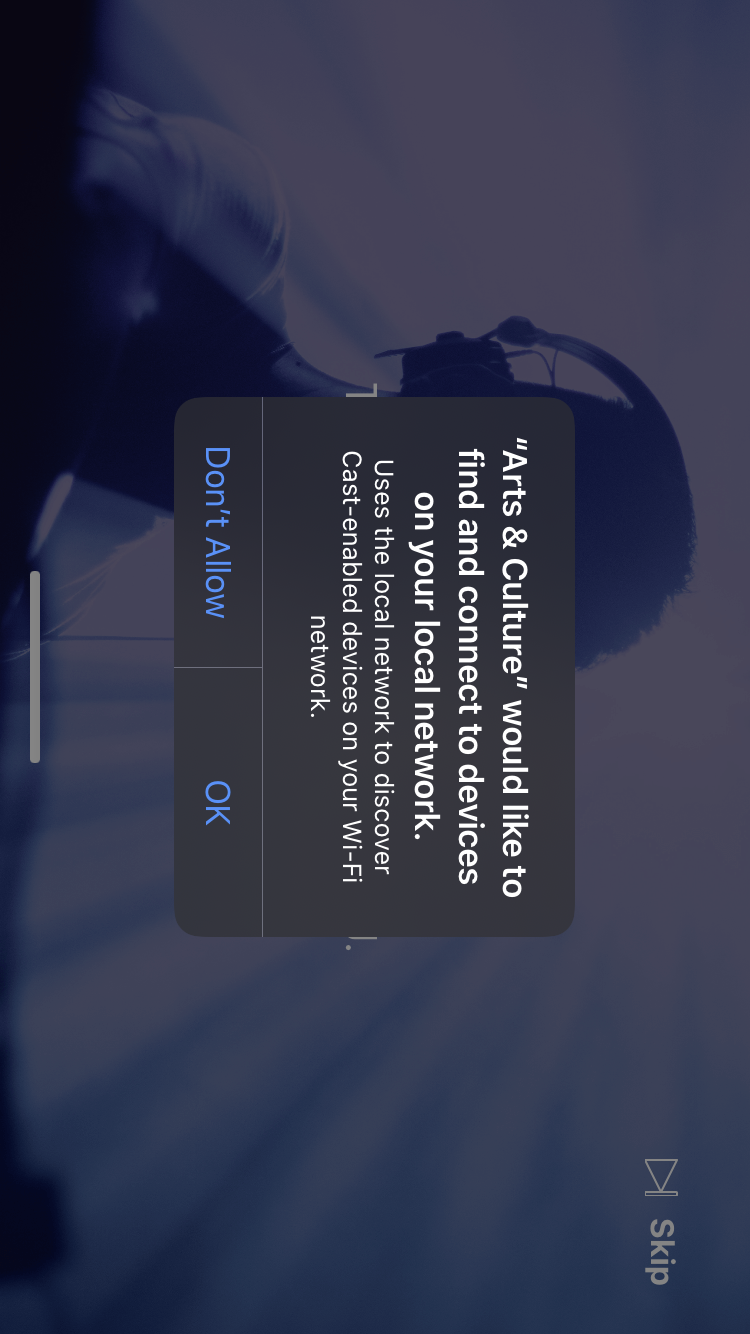 “Arts & Culture” would like to
find and connect to devices
on your local network.
Uses the local network to discover
Cast-enabled devices on your Wi-Fi
network.
Don’t Allow
OK
Skip